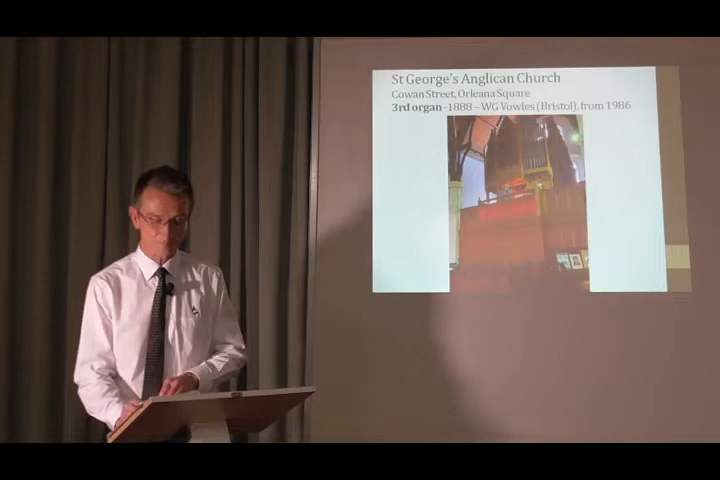 St George's Anglican Church
Cowan Street, Orleana Square
3rd organ -1888 – WG Vowles (Bristol), from 1986